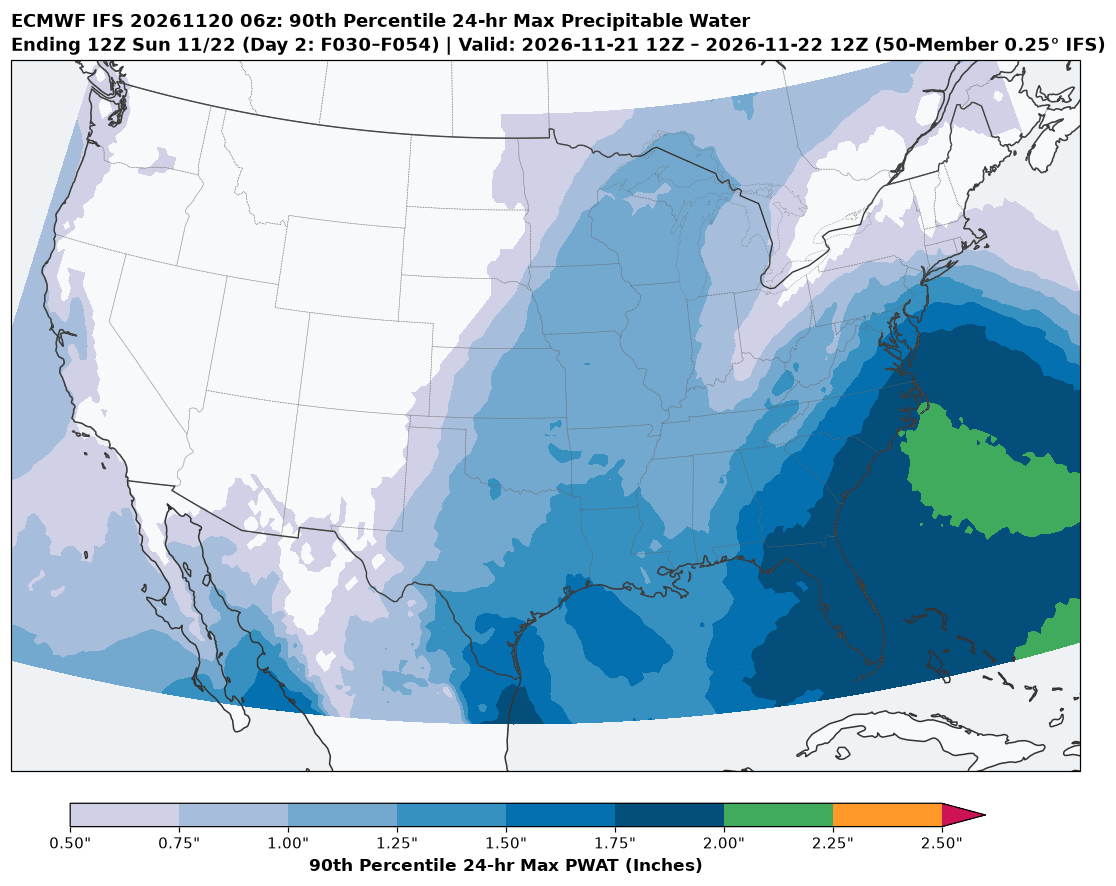 ECMWF IFS 20261120 06z: 90th Percentile 24-hr Max Precipitable Water
Ending 12Z Sun 11/22 (Day 2: F030–F054) | Valid: 2026-11-21 12Z – 2026-11-22 12Z (50-Member 0.25° IFS)
0.50" 0.75" 1.00" 1.25" 1.50" 1.75" 2.00" 2.25" 2.50"
90th Percentile 24-hr Max PWAT (Inches)